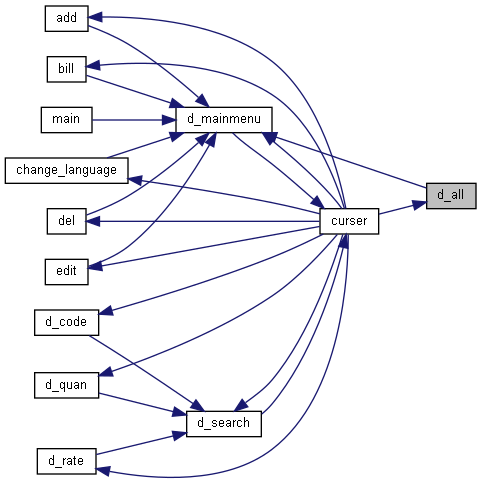 add
bill
main
d_mainmenu
change_language
d_all
del
curser
edit
d_code
d_quan
d_search
d_rate